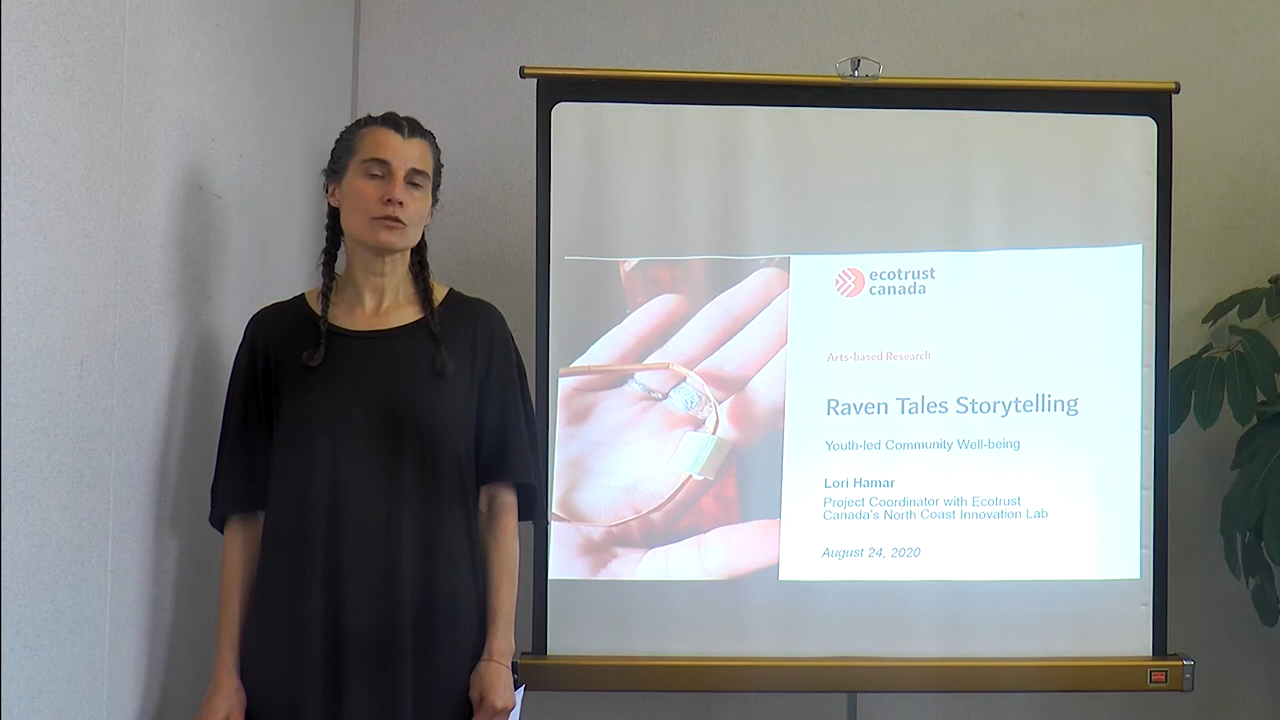 ecotrust
canada
Arts-based Research
Raven Tales Storytelling
Youth-led Community Well-being
Lori Hamar
Project Coordinator with Ecotrust
Canada's North Coast Innovation Lab
August 24, 2020